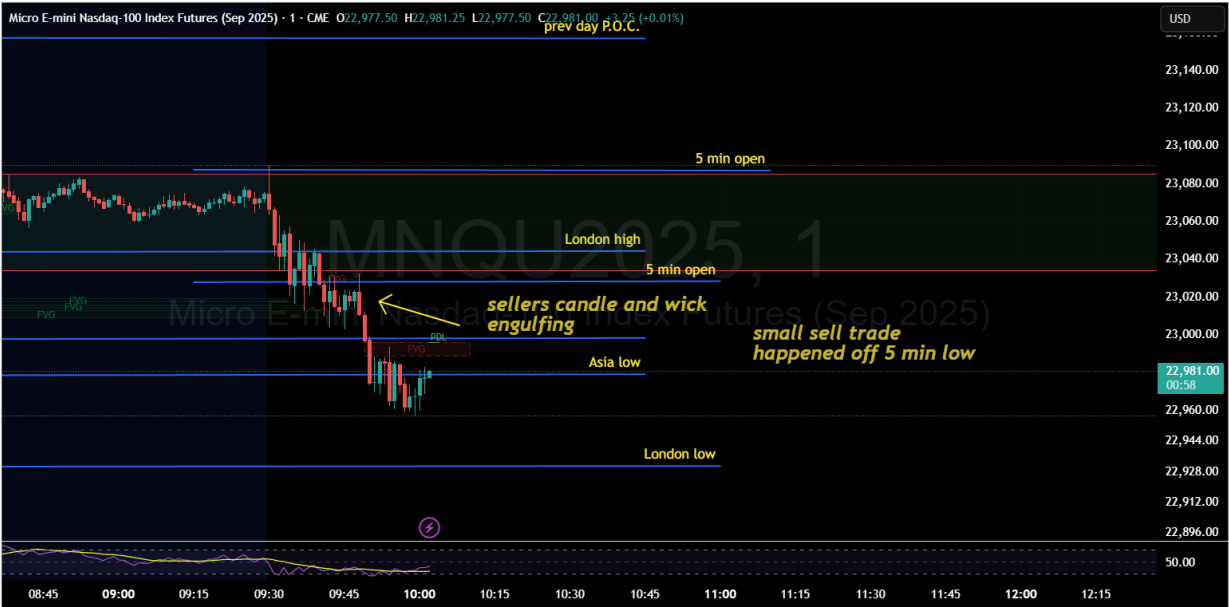 Micro E-mini Nasdaq-100 Index Futures (Sep 2025) · 1 · CME O22,977.50 H22,981.25 L22,977.50 C22,981.00 +3.25 (+0.01%)
USD
prev day P.O.C.
23,140.00
23,120.00
23,100.00
5 min open
23,080.00
23,060.00
MNQU2025, 1
London high
23,040.00
5 min open
FVG
FVG
FVG
FVG
23,020.00
Micro E-mini Nasdaq-100 Index Futures (Sep 2025)
sellers candle and wick
engulfing
small sell trade
happened off 5 min low
23,000.00
PDL
FVG
Asia low
22,981.00
00:58
22,960.00
22,944.00
London low
22,928.00
22,912.00
22,896.00
50.00
08:45 09:00 09:15 09:30 09:45 10:00 10:15 10:30 10:45 11:00 11:15 11:30 11:45 12:00 12:15